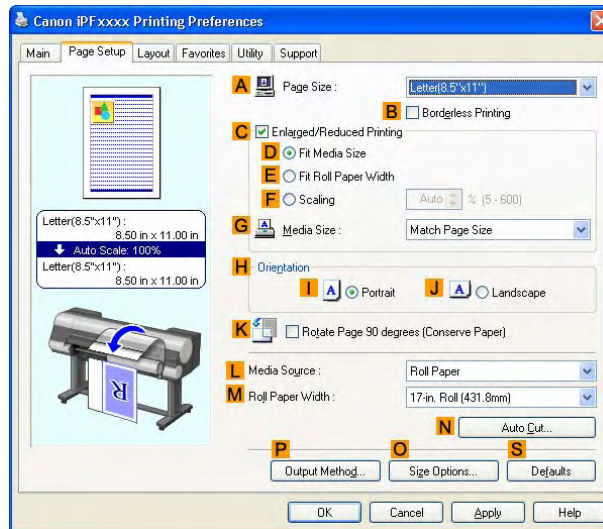 Canon iPFxxxx Printing Preferences
Main Page Setup Layout Favorites Utility Support
A Page Size : Letter(8.5"x11")
B Borderless Printing
C Enlarged/Reduced Printing
D Fit Media Size
E Fit Roll Paper Width
F Scaling Auto % (5 - 600)
G Media Size : Match Page Size
Letter(8.5"x11") :
8.50 in x 11.00 in
Auto Scale: 100%
Letter(8.5"x11") :
8.50 in x 11.00 in
H Orientation
I A Portrait J A Landscape
K Rotate Page 90 degrees (Conserve Paper)
R
L Media Source : Roll Paper
M Roll Paper Width : 17-in. Roll (431.8mm)
N Auto Cut...
P O S
Output Method... Size Options... Defaults
OK Cancel Apply Help